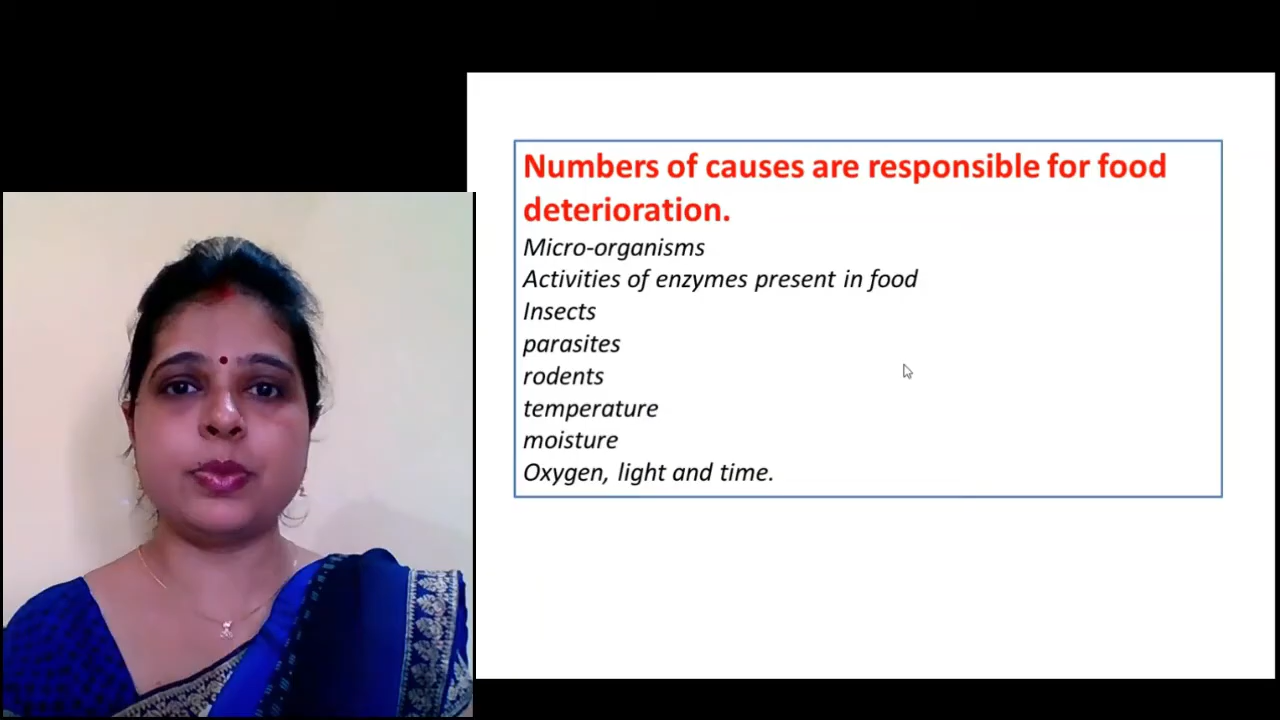 Numbers of causes are responsible for food
deterioration.
Micro-organisms
Activities of enzymes present in food
Insects
parasites
rodents
temperature
moisture
Oxygen, light and time.